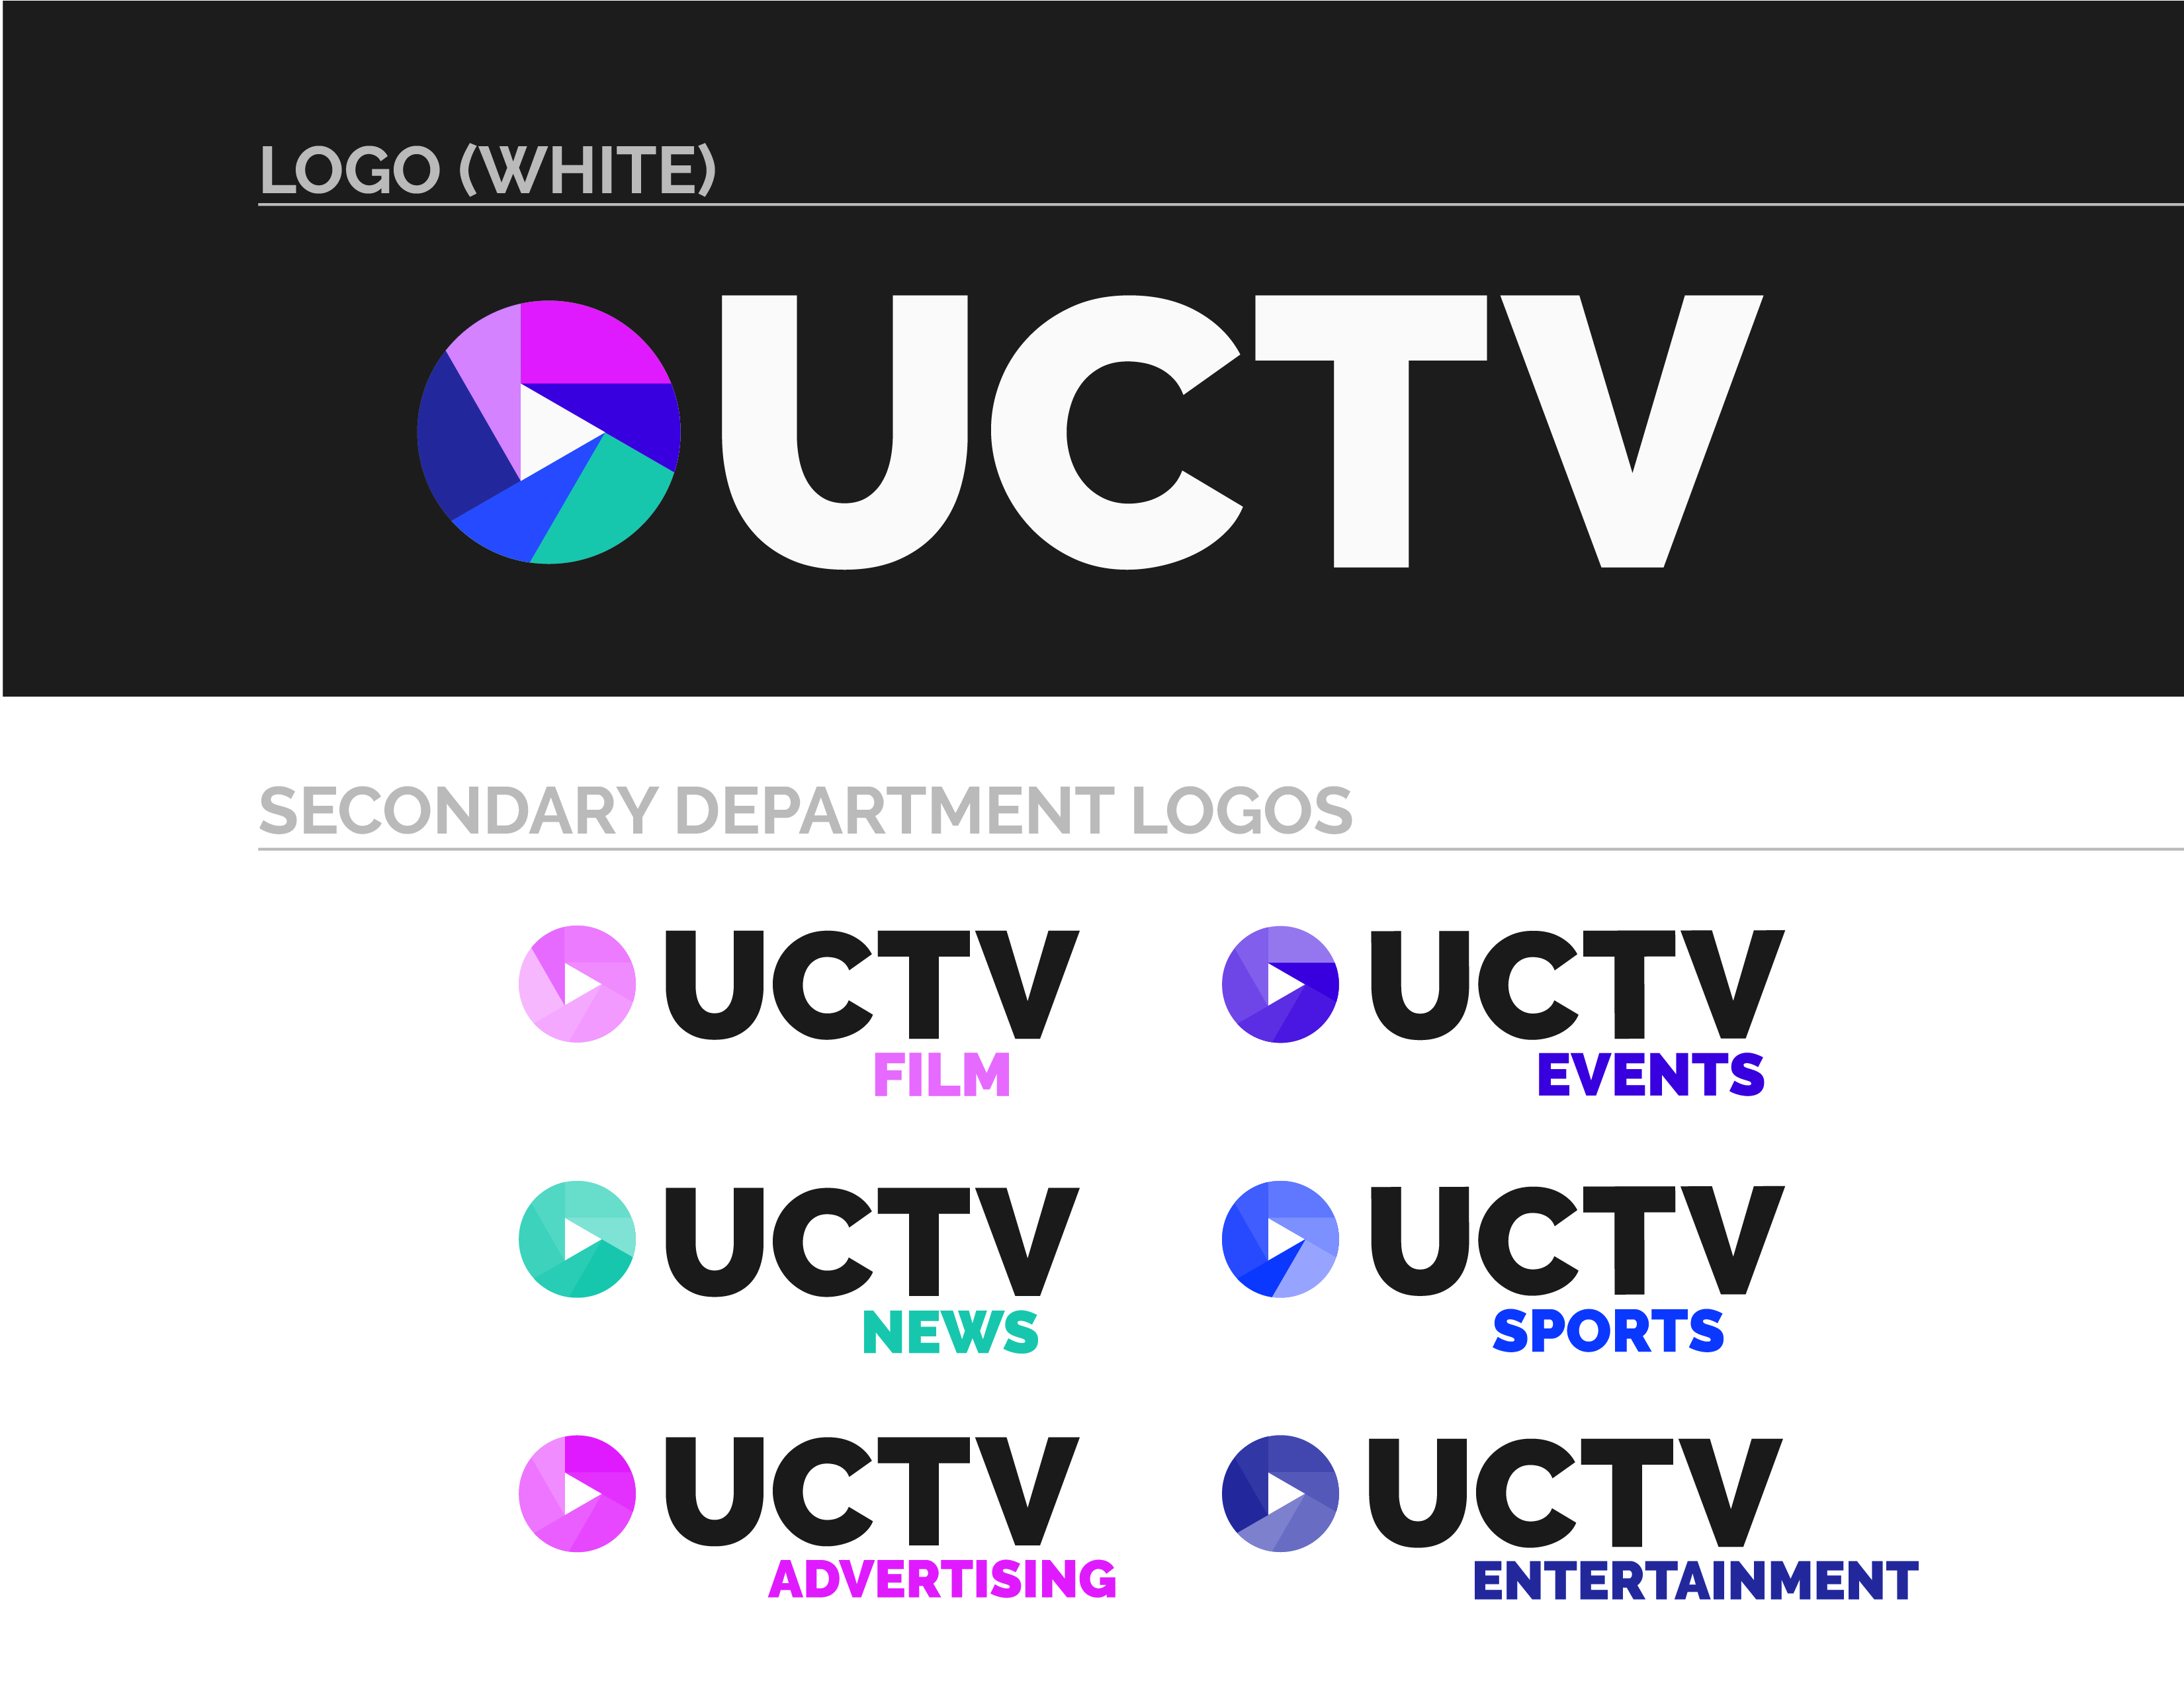 LOGO (WHITE)
UCTV
SECONDARY DEPARTMENT LOGOS
UCTV
FILM
UCTV
EVENTS
UCTV
NEWS
UCTV
SPORTS
UCTV
ADVERTISING
UCTV
ENTERTAINMENT